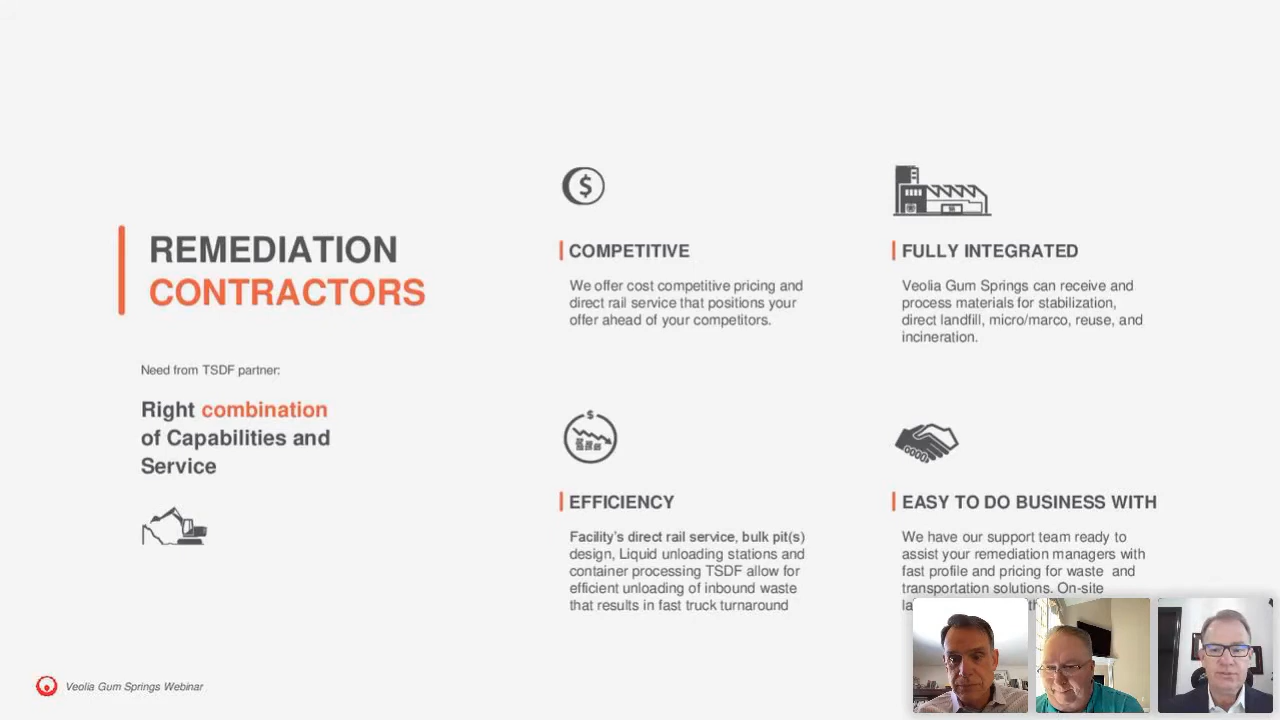 REMEDIATION
CONTRACTORS
Need from TSDF partner:
Right combination
of Capabilities and
Service
$
COMPETITIVE
We offer cost competitive pricing and
direct rail service that positions your
offer ahead of your competitors.
FULLY INTEGRATED
Veolia Gum Springs can receive and
process materials for stabilization,
direct landfill, micro/marco, reuse, and
incineration.
$
EFFICIENCY
Facility's direct rail service, bulk pit(s)
design, Liquid unloading stations and
container processing TSDF allow for
efficient unloading of inbound waste
that results in fast truck turnaround
EASY TO DO BUSINESS WITH
We have our support team ready to
assist your remediation managers with
fast profile and pricing for waste and
transportation solutions. On-site
Veolia Gum Springs Webinar